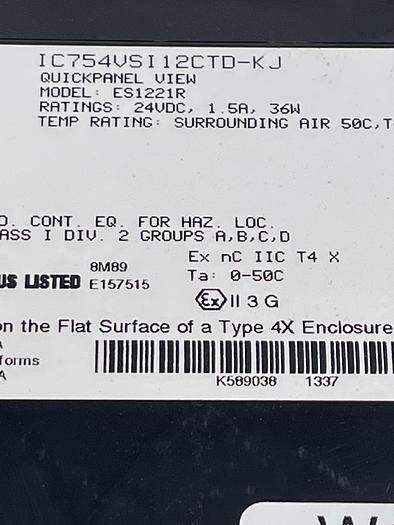 IC754VSI12CTD-KJ
QUICKPANEL VIEW
MODEL: ES1221R
RATINGS: 24VDC, 1.5A, 36W
TEMP RATING: SURROUNDING AIR 50C,T
D. CONT. EQ. FOR HAZ. LOC.
ASS I DIV. 2 GROUPS A,B,C,D
Ex nC IIC T4 X
US LISTED 8M89 E157515
Ta: 0-50C
Ex II 3 G
on the Flat Surface of a Type 4X Enclosure
A
forms
A
K589038 1337
W